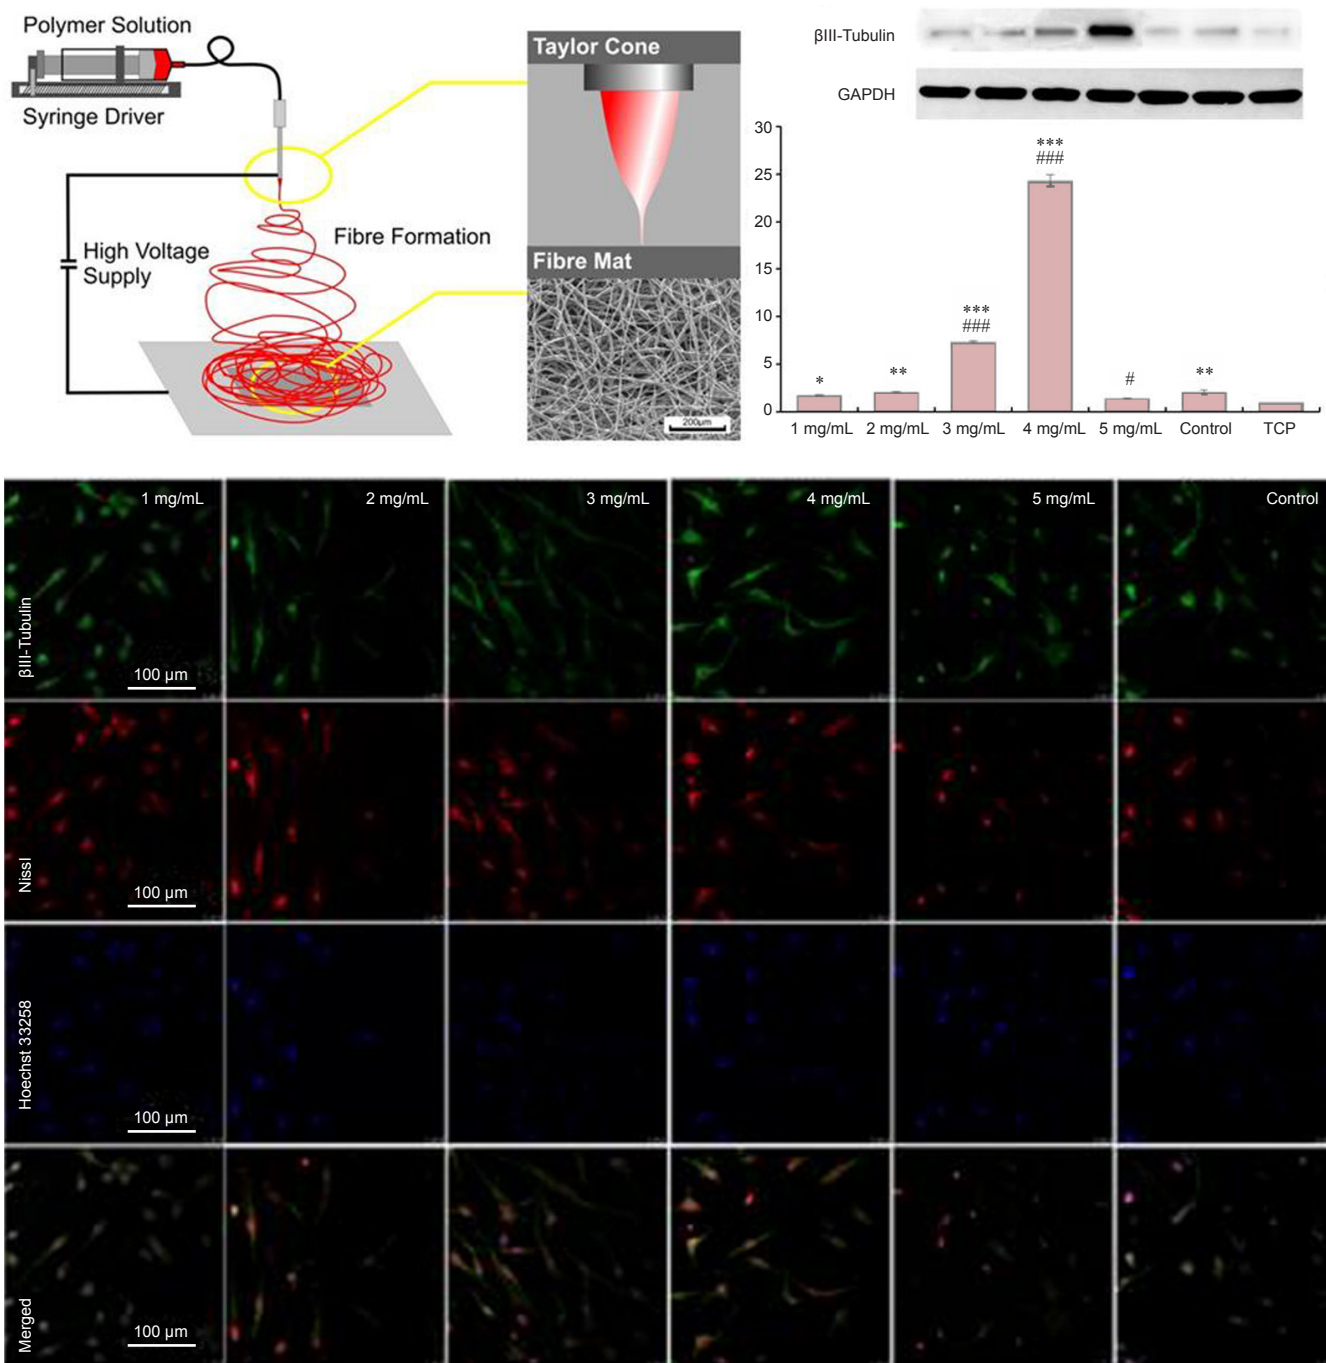 Polymer Solution
Syringe Driver
High Voltage
Supply
Fibre Formation
Taylor Cone
Fibre Mat
200µm
βIII-Tubulin
GAPDH
30
25
20
15
10
5
0
*
**
***
###
***
###
#
**
1 mg/mL
2 mg/mL
3 mg/mL
4 mg/mL
5 mg/mL
Control
TCP
1 mg/mL
2 mg/mL
3 mg/mL
4 mg/mL
5 mg/mL
Control
βIII-Tubulin
100 µm
Nissl
100 µm
Hoechst 33258
100 µm
Merged
100 µm